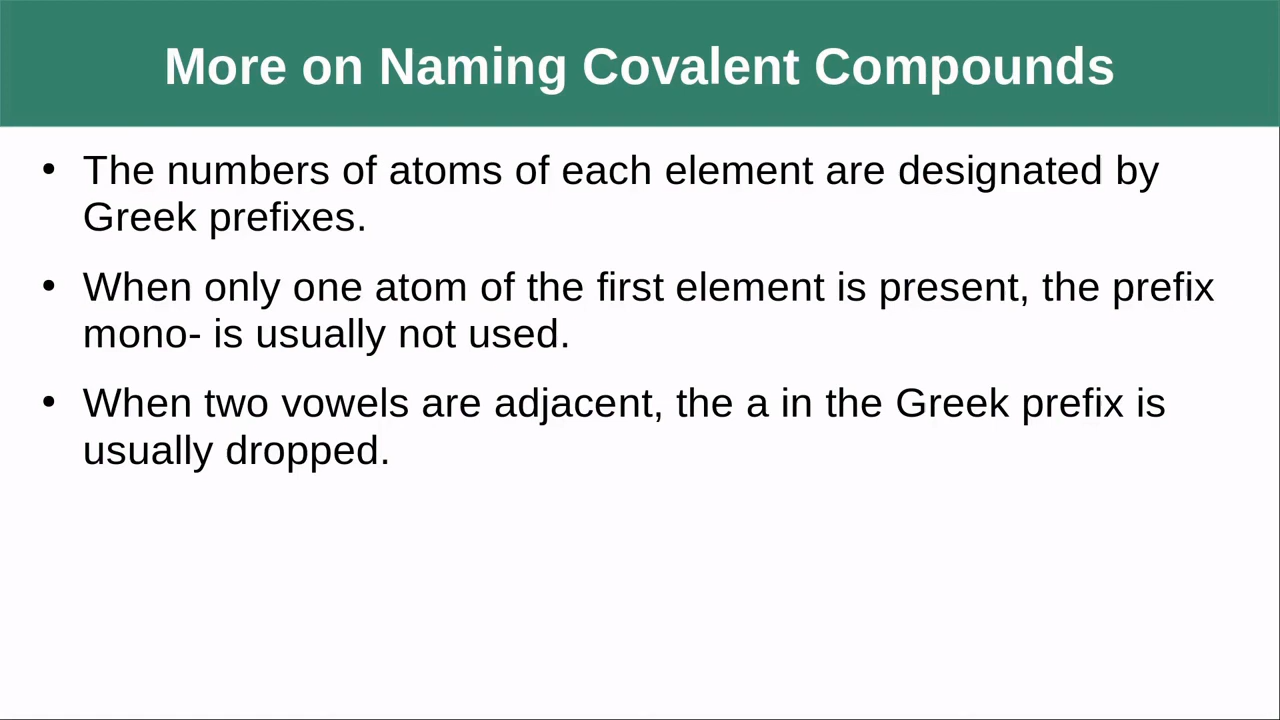 More on Naming Covalent Compounds
• The numbers of atoms of each element are designated by
Greek prefixes.
• When only one atom of the first element is present, the prefix
mono- is usually not used.
• When two vowels are adjacent, the a in the Greek prefix is
usually dropped.